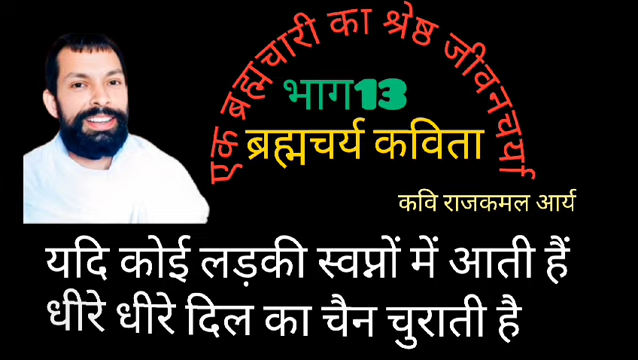 एक ब्रह्मचारी का श्रेष्ठ जीवनचर्या
भाग13
ब्रह्मचर्य कविता
कवि राजकमल आर्य
यदि कोई लड़की स्वप्नों में आती हैं
धीरे धीरे दिल का चैन चुराती है